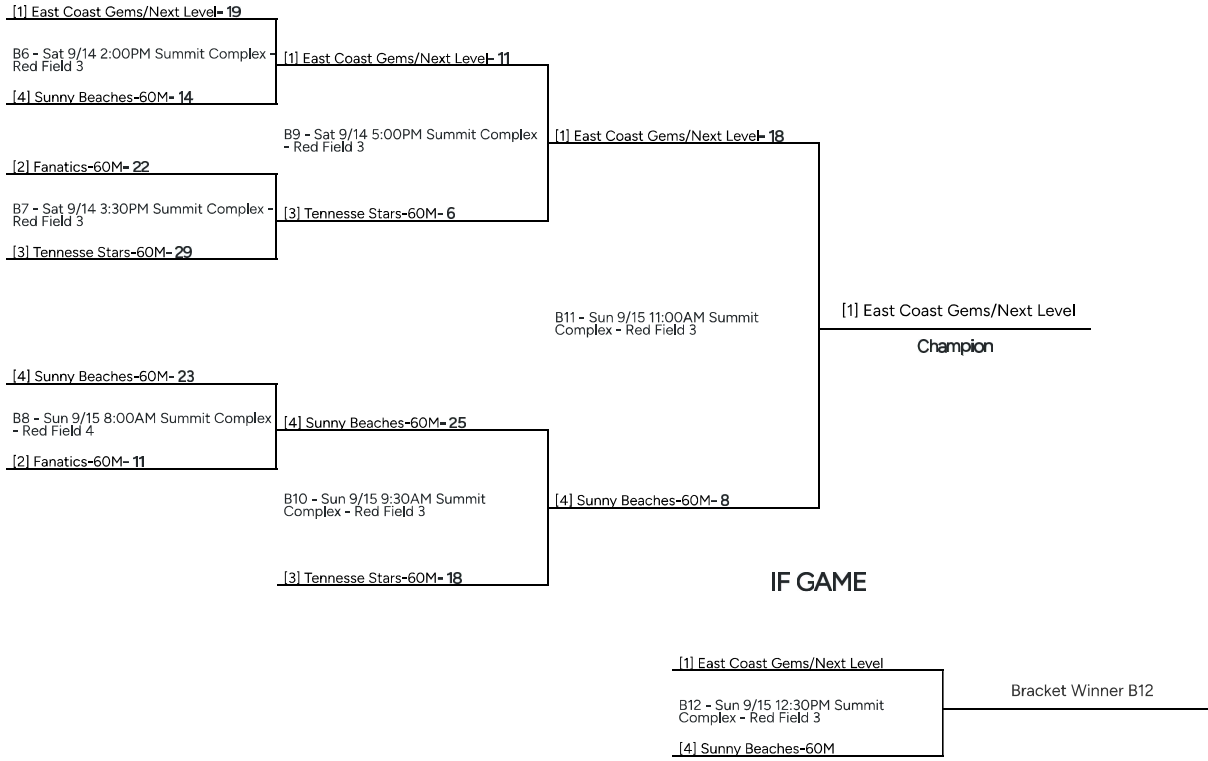 [1] East Coast Gems/Next Level- 19
B6 - Sat 9/14 2:00PM Summit Complex -
Red Field 3
[4] Sunny Beaches-60M- 14
[1] East Coast Gems/Next Level- 11
B9 - Sat 9/14 5:00PM Summit Complex
- Red Field 3
[1] East Coast Gems/Next Level- 18
[2] Fanatics-60M- 22
B7 - Sat 9/14 3:30PM Summit Complex -
Red Field 3
[3] Tennesse Stars-60M- 29
[3] Tennesse Stars-60M- 6
B11 - Sun 9/15 11:00AM Summit
Complex - Red Field 3
[1] East Coast Gems/Next Level
Champion
[4] Sunny Beaches-60M- 23
B8 - Sun 9/15 8:00AM Summit Complex
- Red Field 4
[2] Fanatics-60M- 11
[4] Sunny Beaches-60M- 25
B10 - Sun 9/15 9:30AM Summit
Complex - Red Field 3
[3] Tennesse Stars-60M- 18
[4] Sunny Beaches-60M- 8
IF GAME
[1] East Coast Gems/Next Level
B12 - Sun 9/15 12:30PM Summit
Complex - Red Field 3
[4] Sunny Beaches-60M
Bracket Winner B12